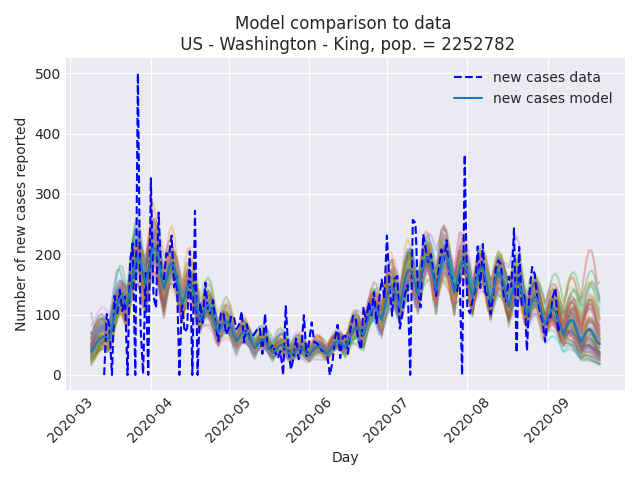 Model comparison to data
US - Washington - King, pop. = 2252782
new cases data
new cases model
Number of new cases reported
500
400
300
200
100
0
2020-03
2020-04
2020-05
2020-06
2020-07
2020-08
2020-09
Day